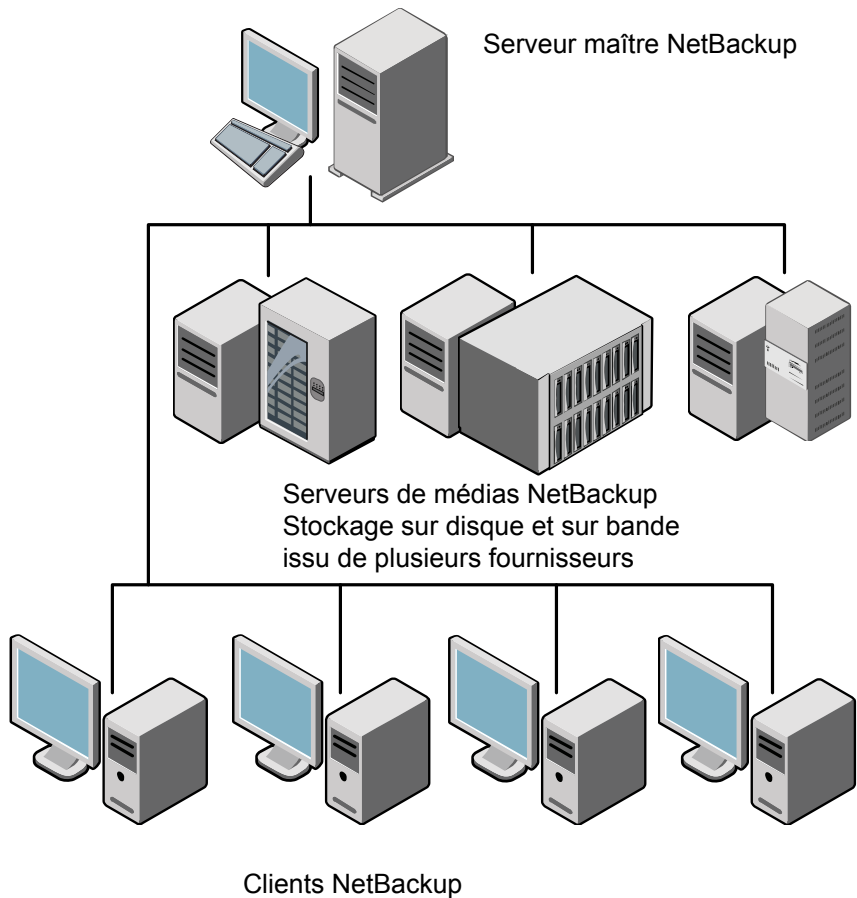 Serveur maître NetBackup
Serveurs de médias NetBackup
Stockage sur disque et sur bande
issu de plusieurs fournisseurs
Clients NetBackup